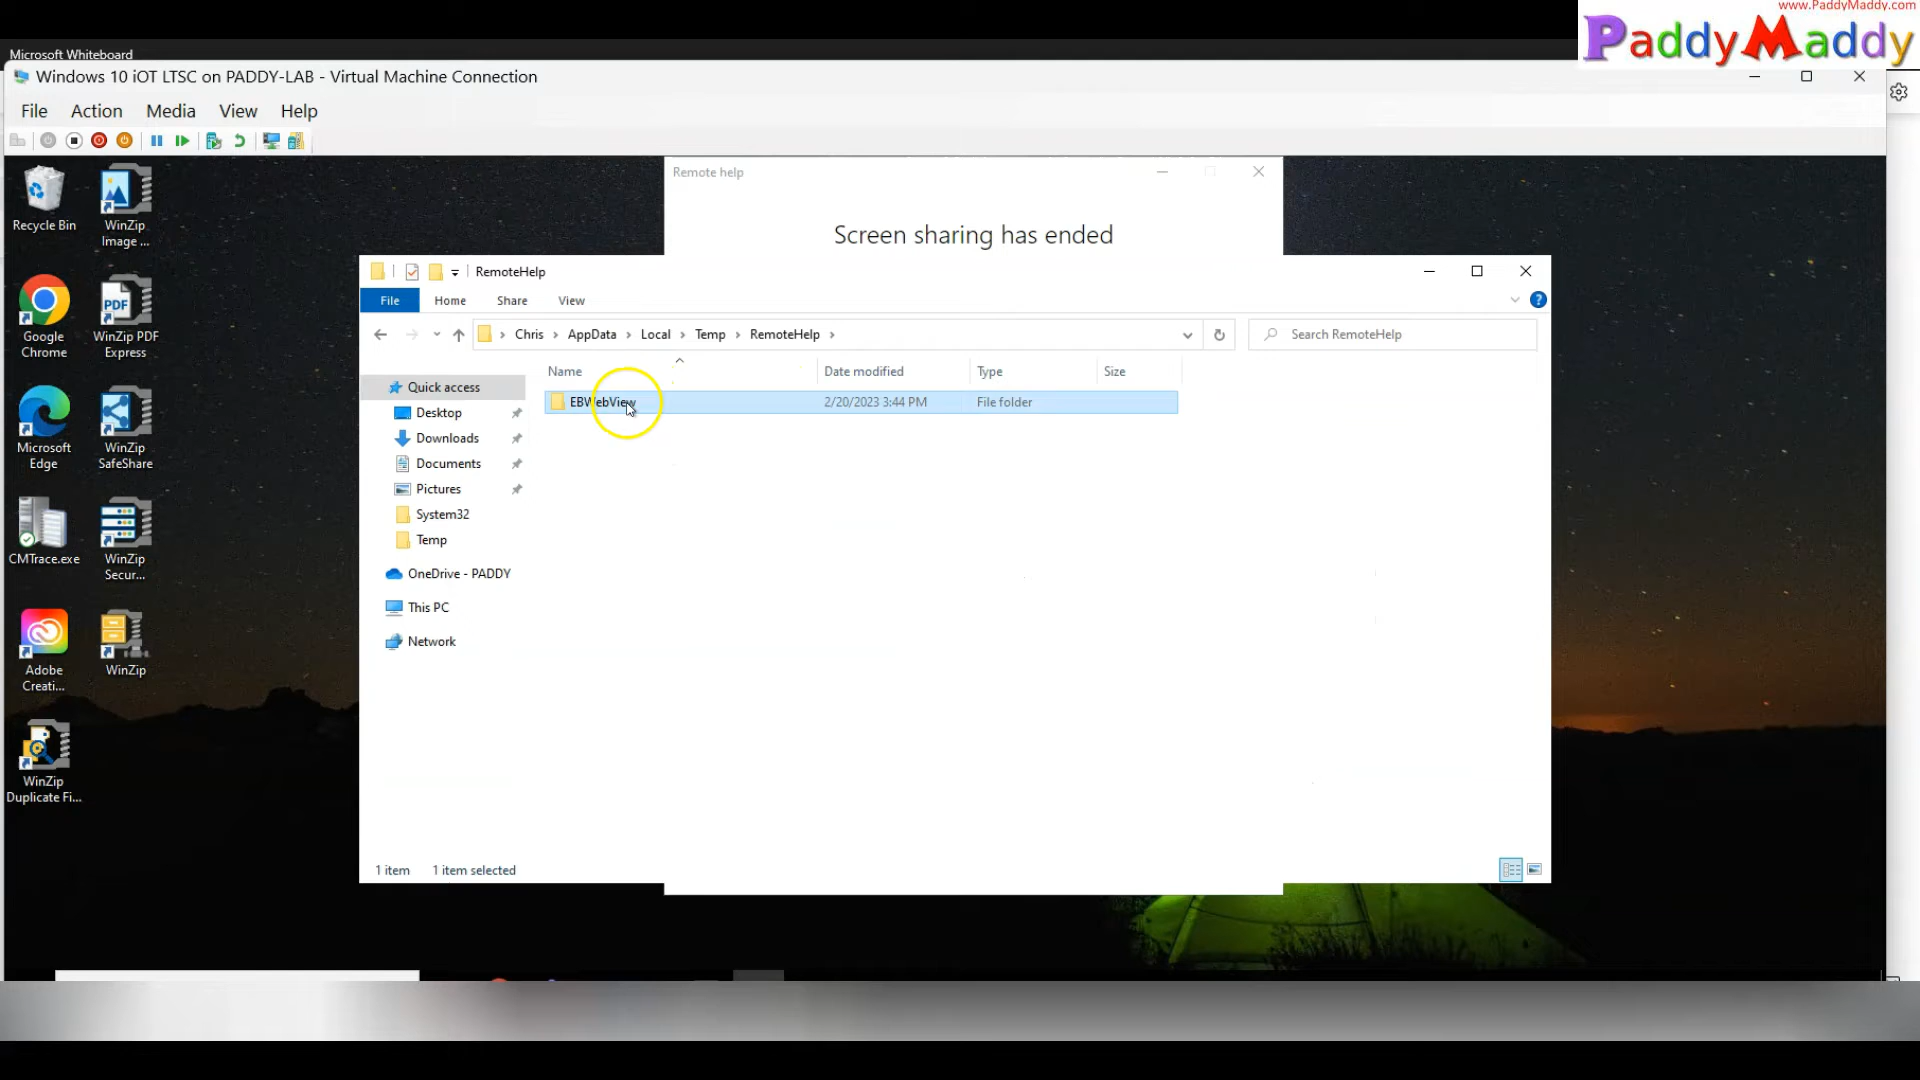 www.PaddyMaddy.com
PaddyMaddy
Microsoft Whiteboard
Windows 10 iOT LTSC on PADDY-LAB - Virtual Machine Connection
File Action Media View Help
Remote help
Screen sharing has ended
Recycle Bin
WinZip Image ...
Google Chrome
WinZip PDF Express
Microsoft Edge
WinZip SafeShare
CMTrace.exe
WinZip Secur...
Adobe Creati...
WinZip
WinZip Duplicate Fi...
RemoteHelp
File Home Share View
Chris AppData Local Temp RemoteHelp
Search RemoteHelp
Name Date modified Type Size
EBWebView 2/20/2023 3:44 PM File folder
Quick access
Desktop
Downloads
Documents
Pictures
System32
Temp
OneDrive - PADDY
This PC
Network
1 item 1 item selected